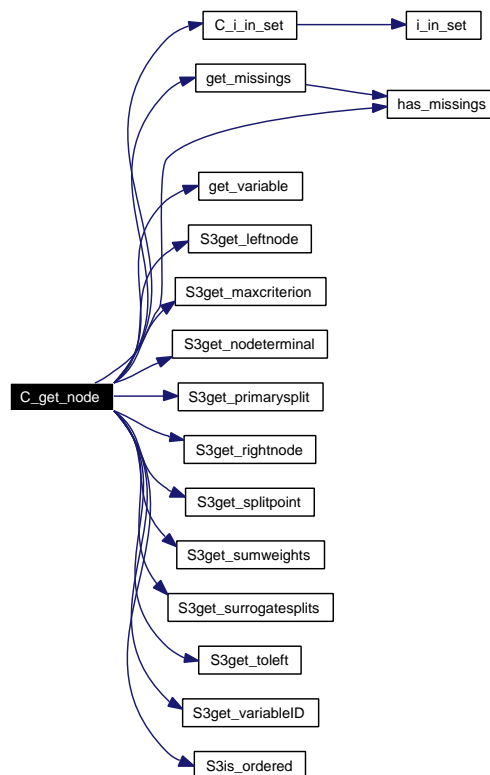 C_i_in_set
i_in_set
get_missings
has_missings
get_variable
S3get_leftnode
S3get_maxcriterion
S3get_nodeterminal
C_get_node
S3get_primarysplit
S3get_rightnode
S3get_splitpoint
S3get_sumweights
S3get_surrogatesplits
S3get_toleft
S3get_variableID
S3is_ordered